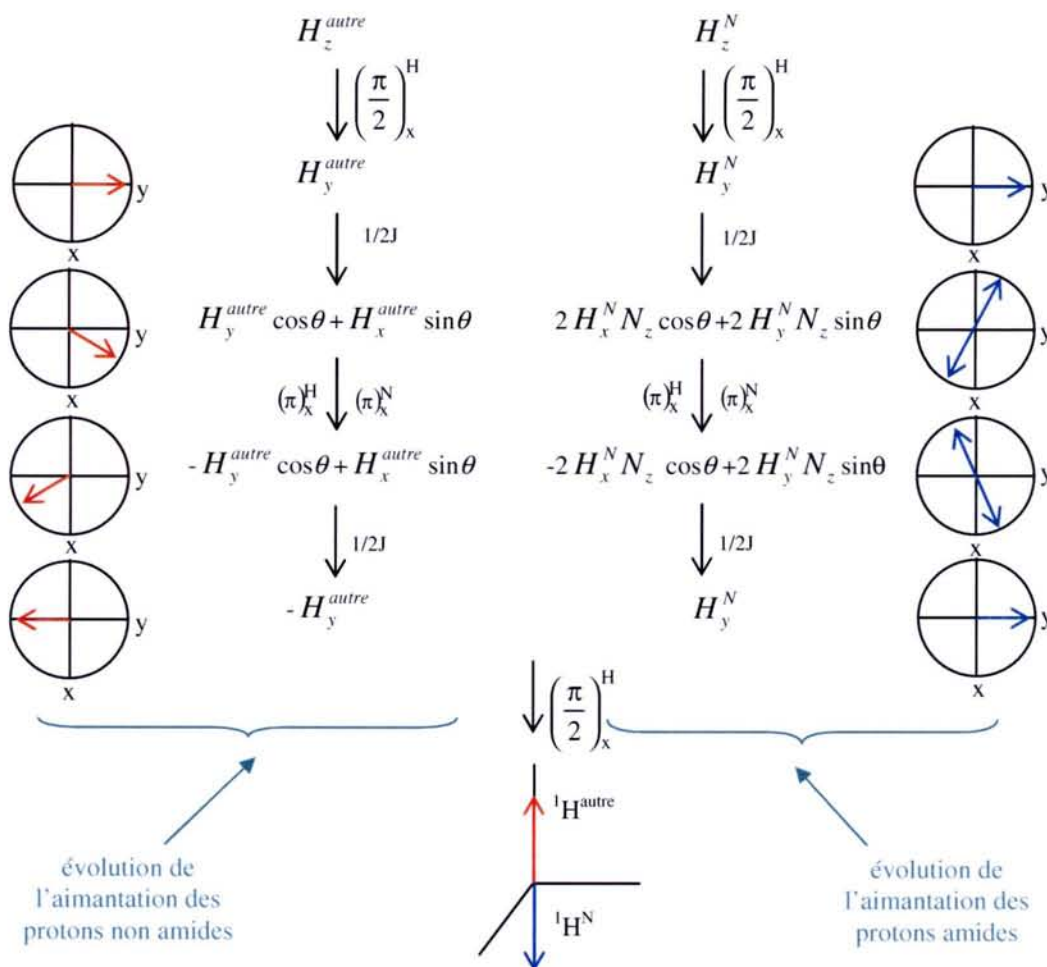 H_z^{autre} H_z^N
(π/2)_x^H (π/2)_x^H
H_y^{autre} H_y^N
y y
x x
1/2J 1/2J
H_y^{autre} cosθ + H_x^{autre} sinθ 2 H_x^N N_z cosθ + 2 H_y^N N_z sinθ
y y
x x
(π)_x^H (π)_x^N (π)_x^H (π)_x^N
- H_y^{autre} cosθ + H_x^{autre} sinθ -2 H_x^N N_z cosθ + 2 H_y^N N_z sinθ
y y
x x
1/2J 1/2J
- H_y^{autre} H_y^N
y y
x x
(π/2)_x^H
¹H^{autre}
¹H^N
évolution de
l'aimantation des
protons non amides
évolution de
l'aimantation des
protons amides